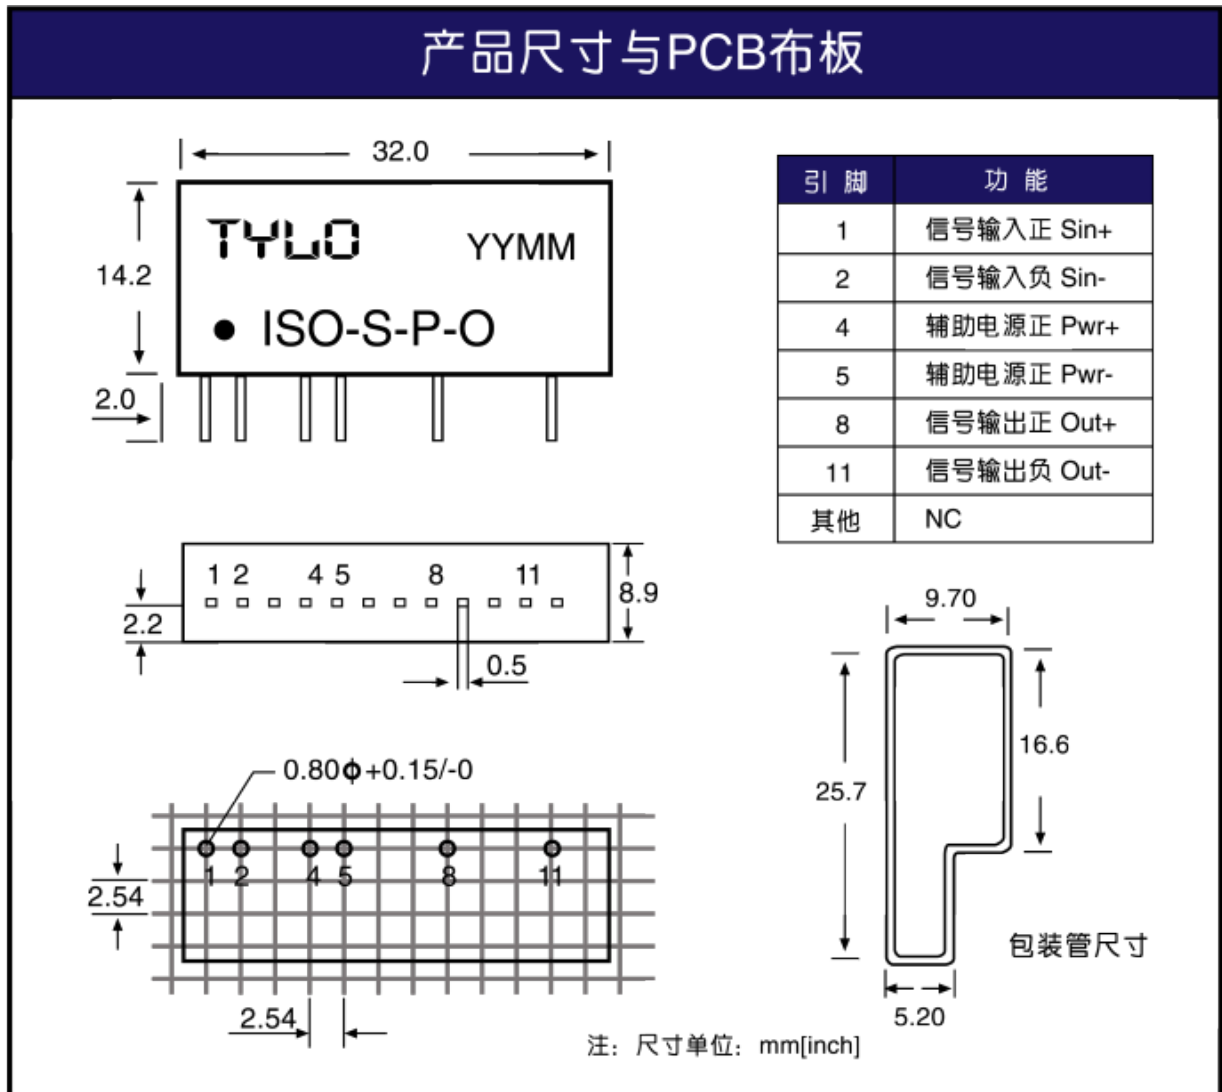 产品尺寸与PCB布板
32.0
14.2
TYLO YYMM
● ISO-S-P-O
2.0
引脚 功能
1 信号输入正 Sin+
2 信号输入负 Sin-
4 辅助电源正 Pwr+
5 辅助电源正 Pwr-
8 信号输出正 Out+
11 信号输出负 Out-
其他 NC
1 2 4 5 8 11
8.9
2.2
0.5
0.80ϕ+0.15/-0
1 2 4 5 8 11
2.54
2.54
9.70
16.6
25.7
包装管尺寸
5.20
注：尺寸单位：mm[inch]